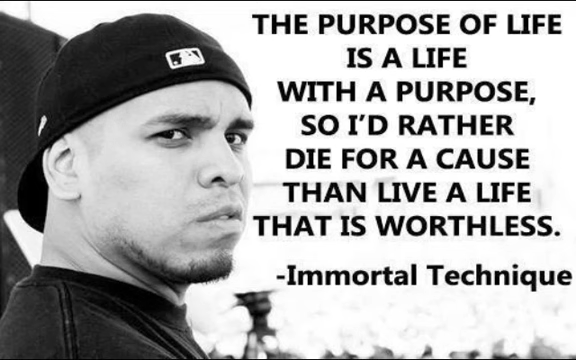 THE PURPOSE OF LIFE
IS A LIFE
WITH A PURPOSE,
SO I'D RATHER
DIE FOR A CAUSE
THAN LIVE A LIFE
THAT IS WORTHLESS.
-Immortal Technique